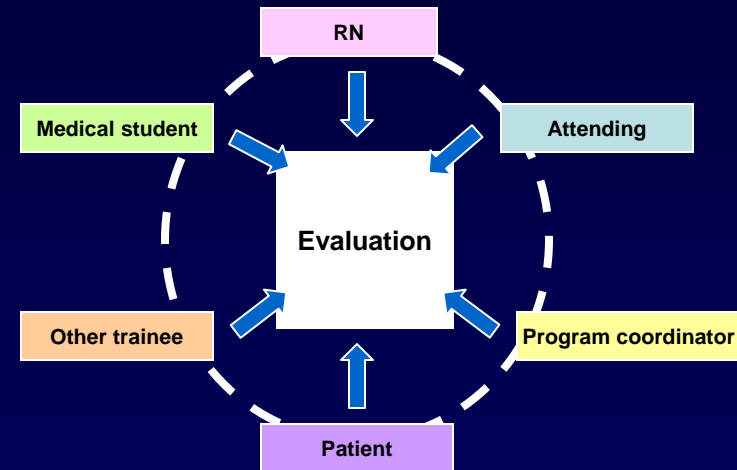 RN
Medical student
Attending
Evaluation
Other trainee
Program coordinator
Patient